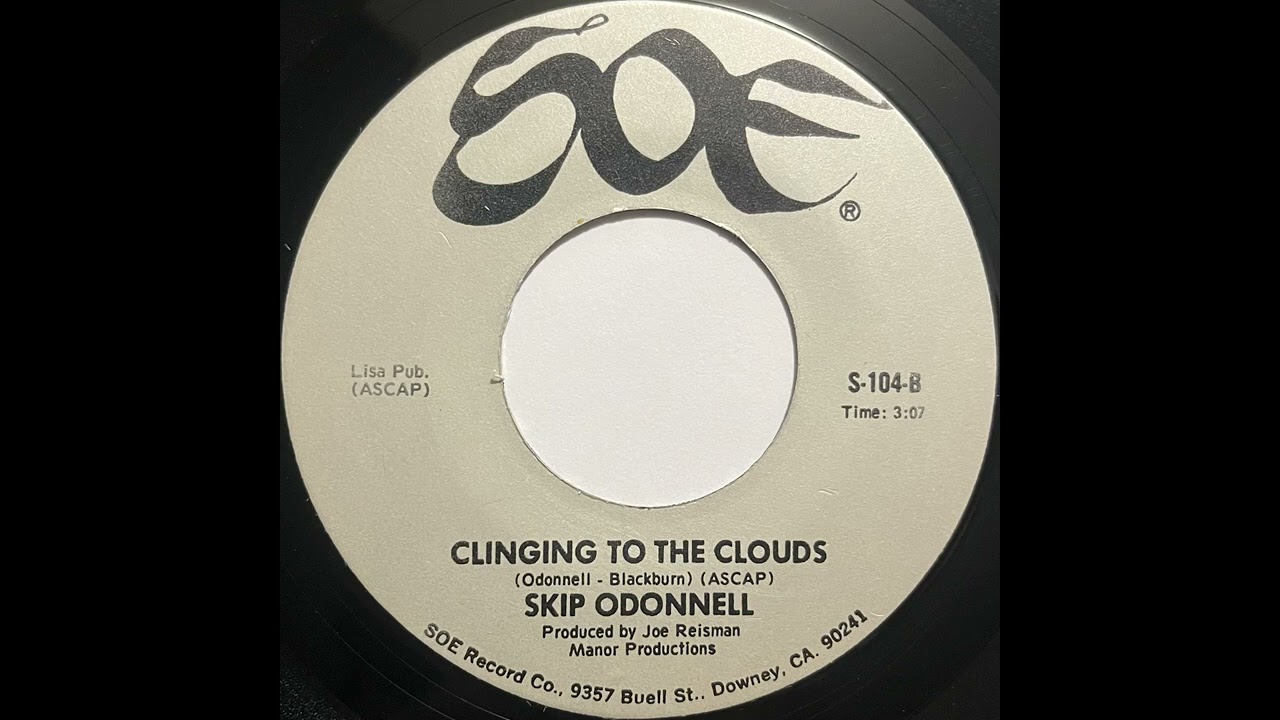 SOE
®
Lisa Pub.
(ASCAP)
S-104-B
Time: 3:07
CLINGING TO THE CLOUDS
(Odonnell - Blackburn) (ASCAP)
SKIP ODONNELL
Produced by Joe Reisman
Manor Productions
SOE Record Co., 9357 Buell St.. Downey, CA. 90241